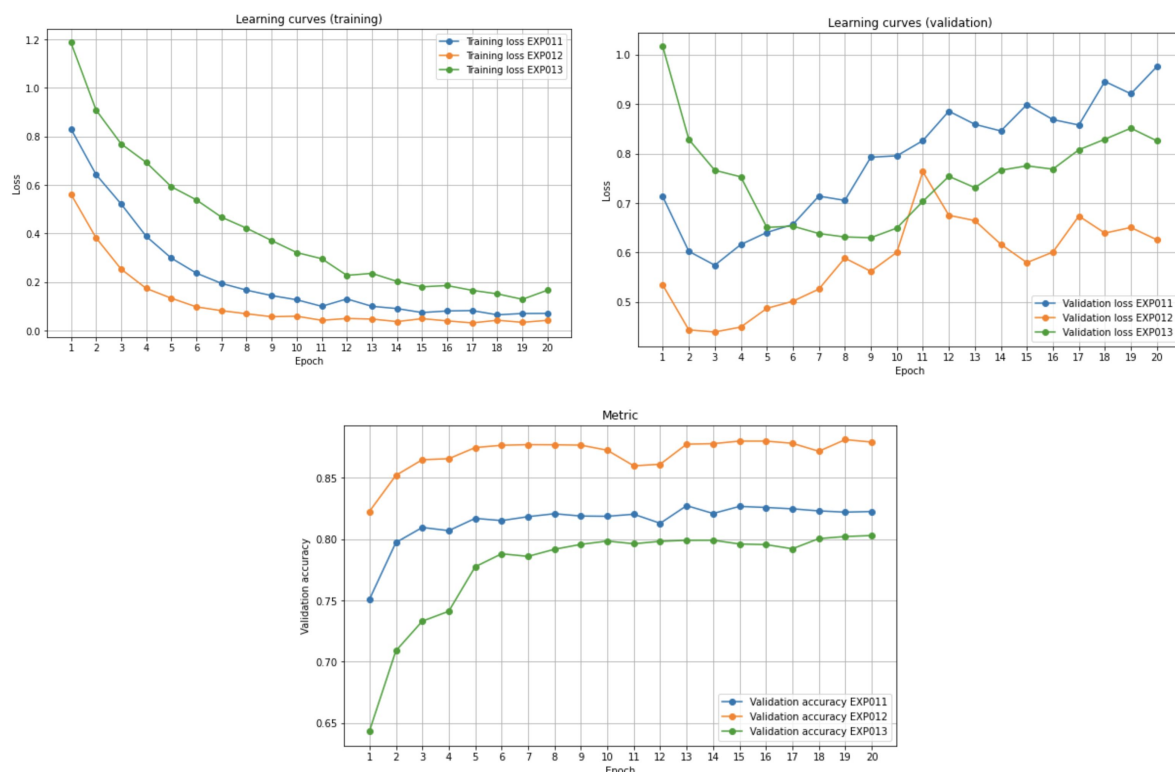 Learning curves (training)
1.2
1.0
0.8
0.6
0.4
0.2
0.0
Loss
Training loss EXP011
Training loss EXP012
Training loss EXP013
1 2 3 4 5 6 7 8 9 10 11 12 13 14 15 16 17 18 19 20
Epoch
Learning curves (validation)
1.0
0.9
0.8
0.7
0.6
0.5
Loss
Validation loss EXP011
Validation loss EXP012
Validation loss EXP013
1 2 3 4 5 6 7 8 9 10 11 12 13 14 15 16 17 18 19 20
Epoch
Metric
0.85
0.80
0.75
0.70
0.65
Validation accuracy
Validation accuracy EXP011
Validation accuracy EXP012
Validation accuracy EXP013
1 2 3 4 5 6 7 8 9 10 11 12 13 14 15 16 17 18 19 20
Epoch